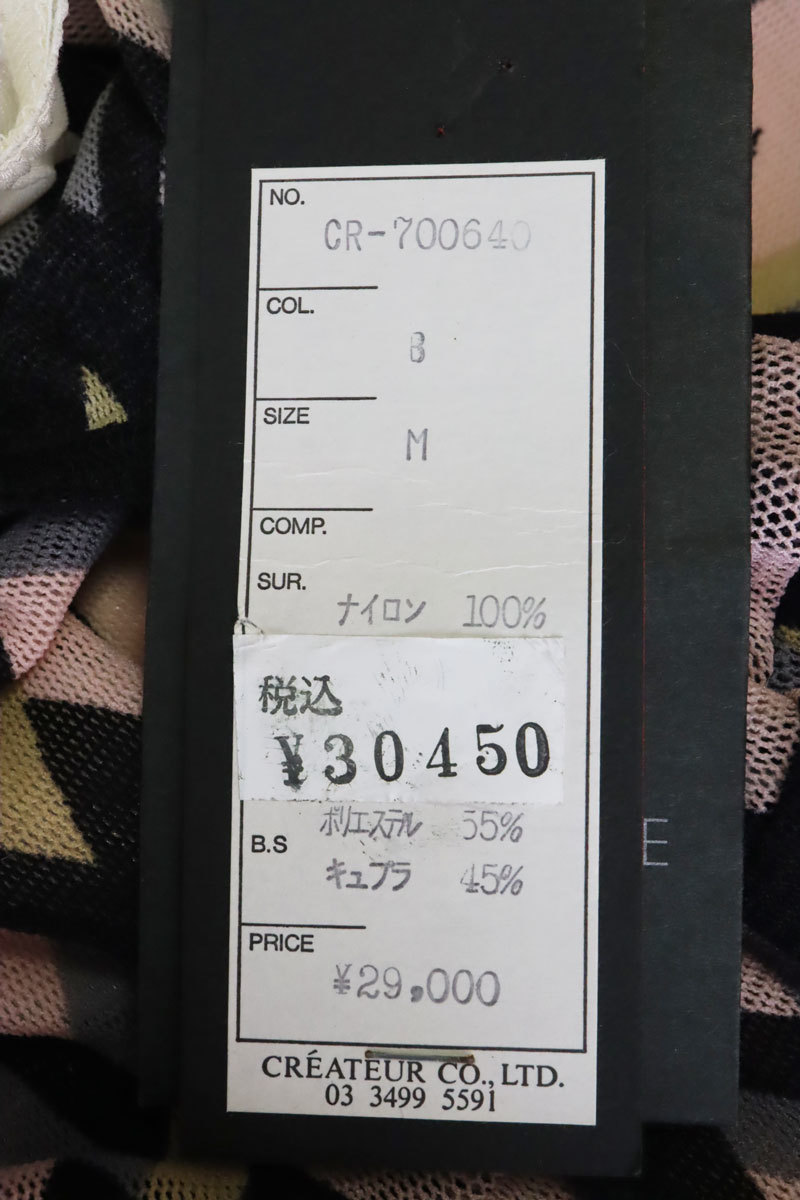 NO.
CR-700640
COL.
B
SIZE
M
COMP.
SUR.
ナイロン 100%
税込
¥30450
ポリエステル 55%
B.S
キュプラ 45%
PRICE
¥29,000
CRÉATEUR CO., LTD.
03 3499 5591
E